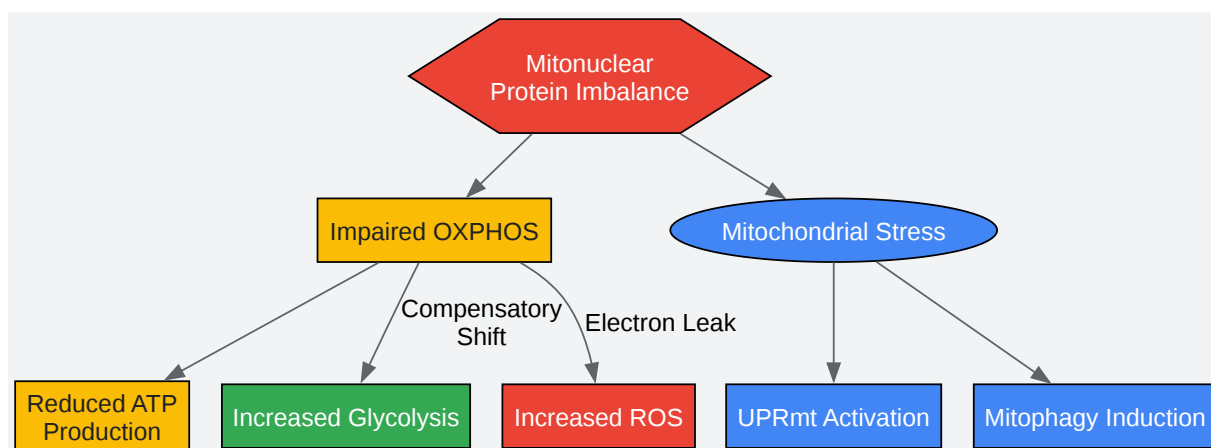 Mitonuclear
Protein Imbalance
Impaired OXPHOS
Mitochondrial Stress
Compensatory
Shift
Electron Leak
Reduced ATP
Production
Increased Glycolysis
Increased ROS
UPRmt Activation
Mitophagy Induction